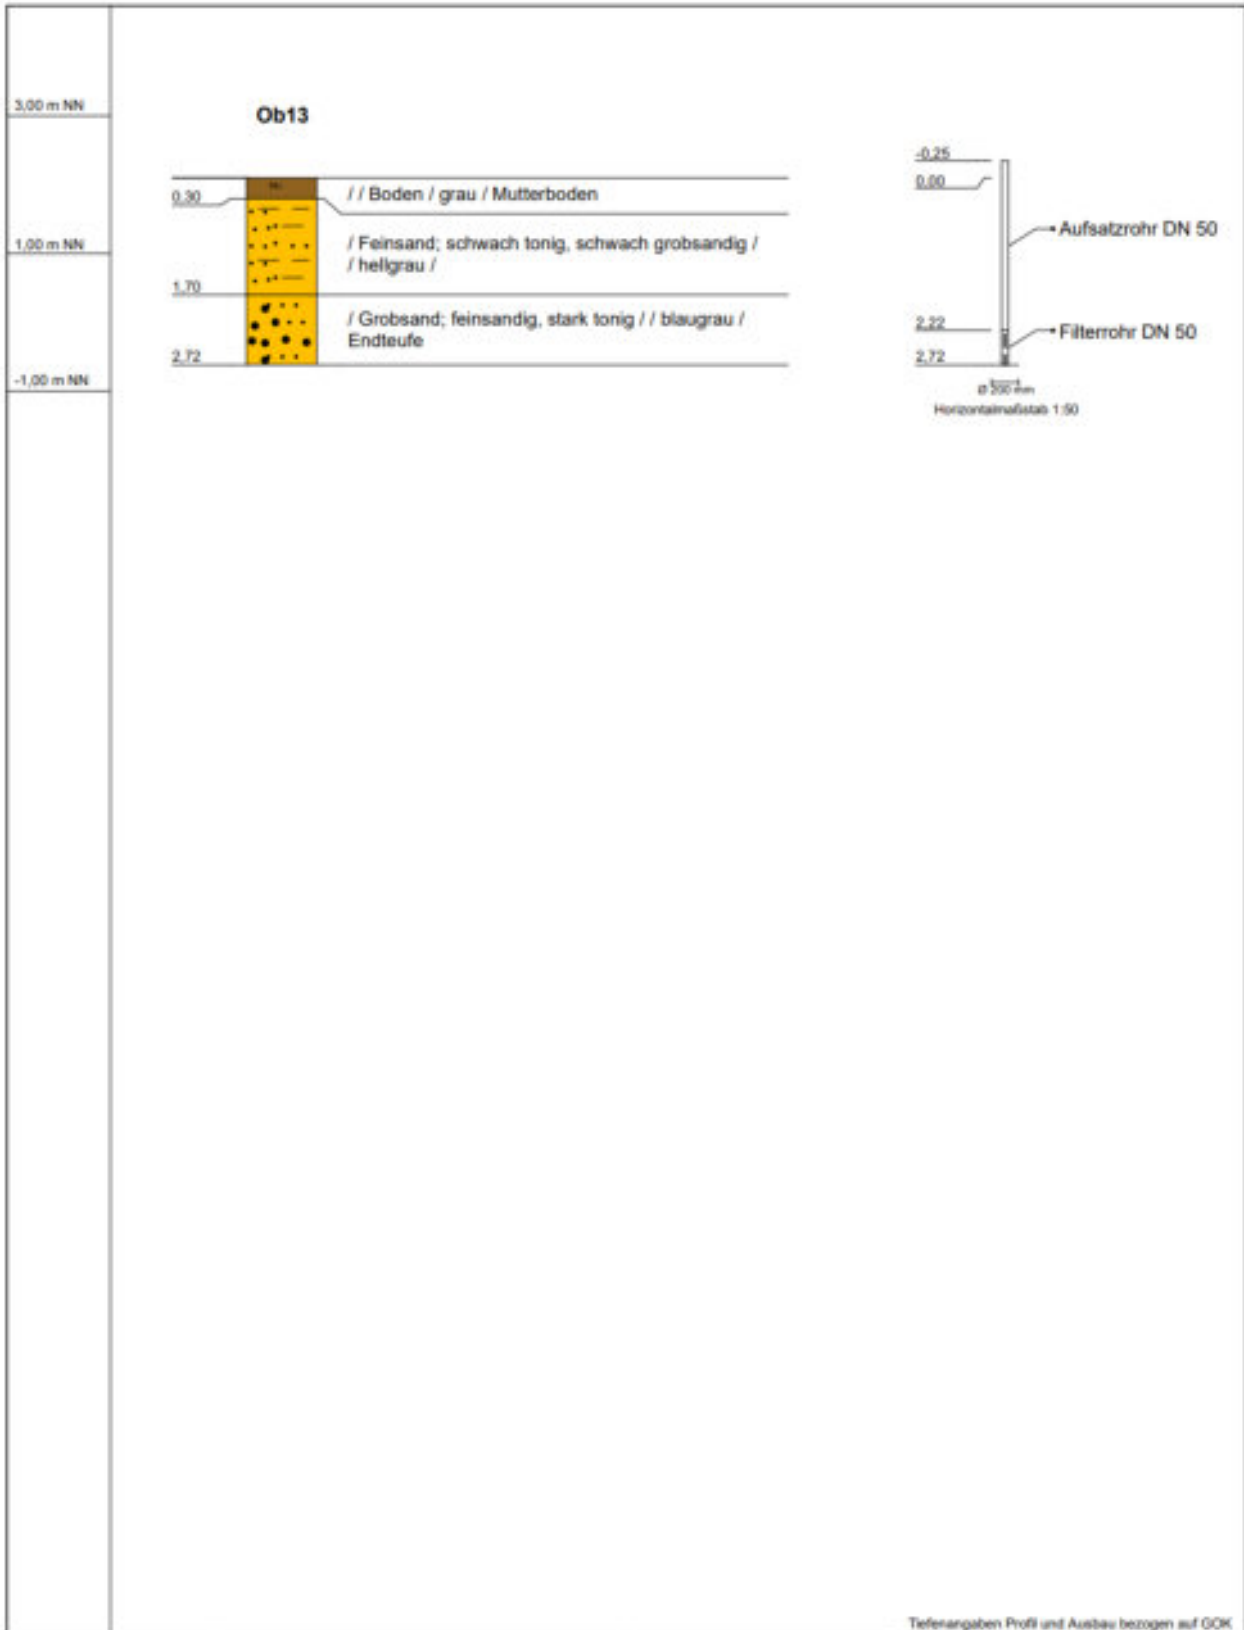 3,00 m NN
Ob13
0.30
/ / Boden / grau / Mutterboden
1,00 m NN
/ Feinsand; schwach tonig, schwach grobsandig /
/ hellgrau /
1,70
/ Grobsand; feinsandig, stark tonig / / blaugrau /
Endteufe
2,72
-1,00 m NN
-0,25
0.00
Aufsatzrohr DN 50
2,22
Filterrohr DN 50
2,72
Ø 200 mm
Horizontalmaßstab 1:50
Tiefenangaben Profil und Ausbau bezogen auf GOK